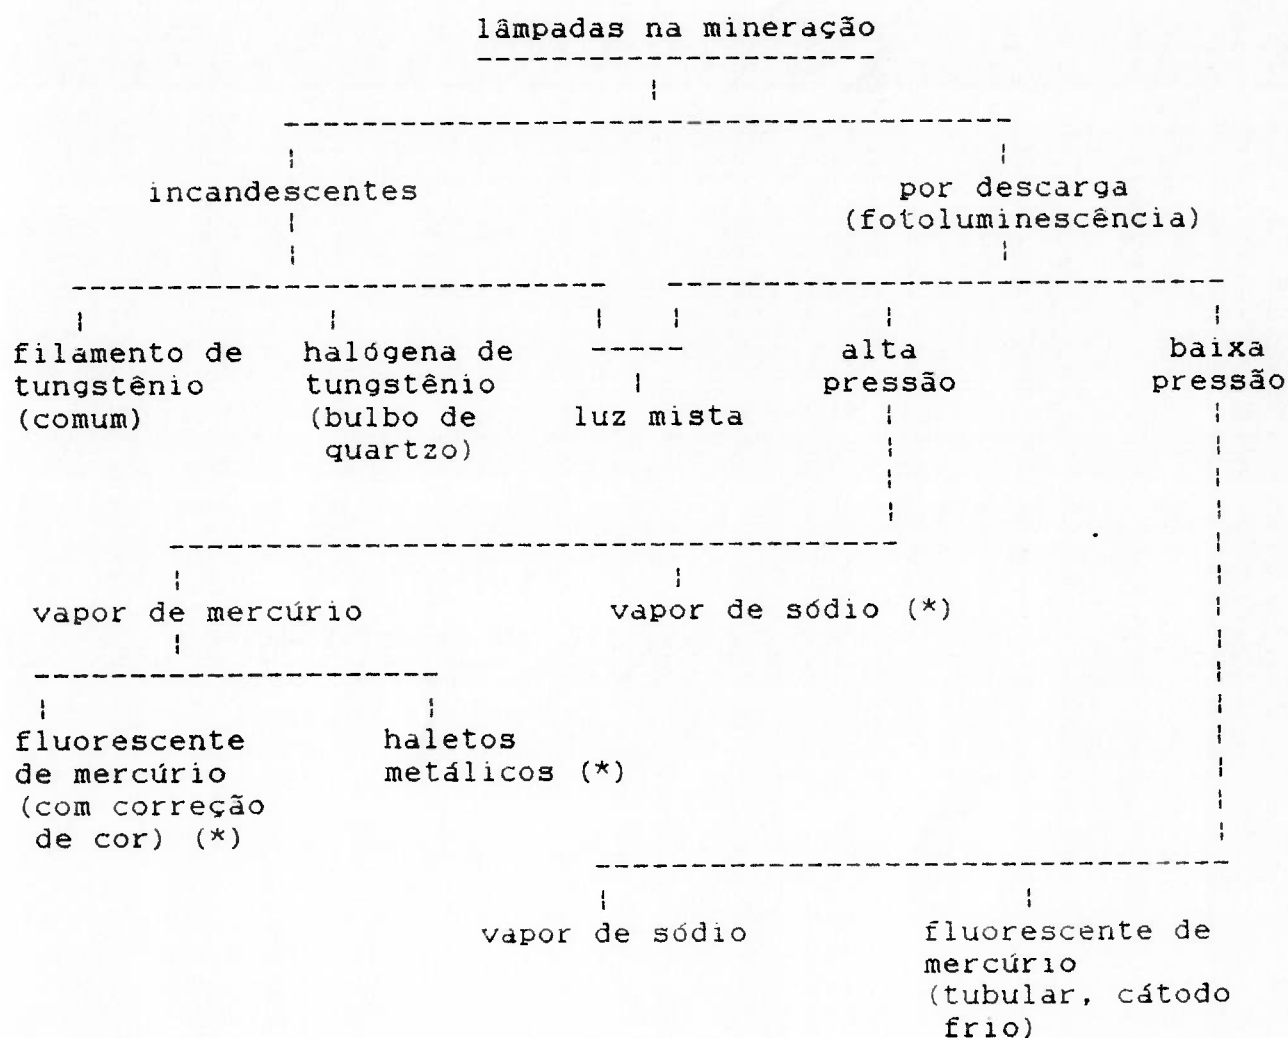 lâmpadas na mineração
incandescentes
por descarga
(fotoluminescência)
filamento de
tungstênio
(comum)
halógena de
tungstênio
(bulbo de
quartzo)
luz mista
alta
pressão
baixa
pressão
vapor de mercúrio
vapor de sódio (*)
fluorescente
de mercúrio
(com correção
de cor) (*)
haletos
metálicos (*)
vapor de sódio
fluorescente de
mercúrio
(tubular, cátodo
frio)